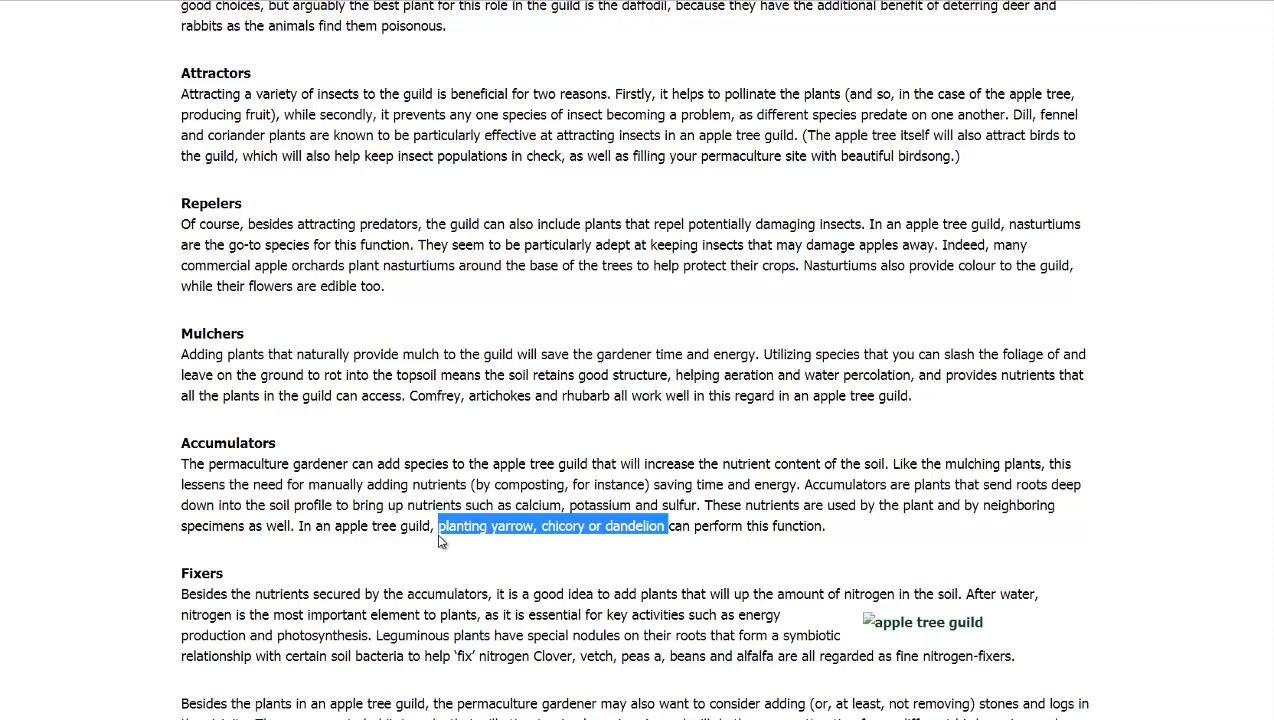 good choices, but arguably the best plant for this role in the guild is the daffodil, because they have the additional benefit of deterring deer and
rabbits as the animals find them poisonous.
Attractors
Attracting a variety of insects to the guild is beneficial for two reasons. Firstly, it helps to pollinate the plants (and so, in the case of the apple tree,
producing fruit), while secondly, it prevents any one species of insect becoming a problem, as different species predate on one another. Dill, fennel
and coriander plants are known to be particularly effective at attracting insects in an apple tree guild. (The apple tree itself will also attract birds to
the guild, which will also help keep insect populations in check, as well as filling your permaculture site with beautiful birdsong.)
Repelers
Of course, besides attracting predators, the guild can also include plants that repel potentially damaging insects. In an apple tree guild, nasturtiums
are the go-to species for this function. They seem to be particularly adept at keeping insects that may damage apples away. Indeed, many
commercial apple orchards plant nasturtiums around the base of the trees to help protect their crops. Nasturtiums also provide colour to the guild,
while their flowers are edible too.
Mulchers
Adding plants that naturally provide mulch to the guild will save the gardener time and energy. Utilizing species that you can slash the foliage of and
leave on the ground to rot into the topsoil means the soil retains good structure, helping aeration and water percolation, and provides nutrients that
all the plants in the guild can access. Comfrey, artichokes and rhubarb all work well in this regard in an apple tree guild.
Accumulators
The permaculture gardener can add species to the apple tree guild that will increase the nutrient content of the soil. Like the mulching plants, this
lessens the need for manually adding nutrients (by composting, for instance) saving time and energy. Accumulators are plants that send roots deep
down into the soil profile to bring up nutrients such as calcium, potassium and sulfur. These nutrients are used by the plant and by neighboring
specimens as well. In an apple tree guild, planting yarrow, chicory or dandelion can perform this function.
Fixers
Besides the nutrients secured by the accumulators, it is a good idea to add plants that will up the amount of nitrogen in the soil. After water,
nitrogen is the most important element to plants, as it is essential for key activities such as energy
production and photosynthesis. Leguminous plants have special nodules on their roots that form a symbiotic
relationship with certain soil bacteria to help ‘fix’ nitrogen Clover, vetch, peas a, beans and alfalfa are all regarded as fine nitrogen-fixers.
apple tree guild
Besides the plants in an apple tree guild, the permaculture gardener may also want to consider adding (or, at least, not removing) stones and logs in